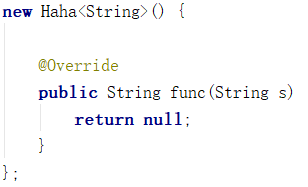 new Haha<String>() {
@Override
public String func(String s)
return null;
}
};